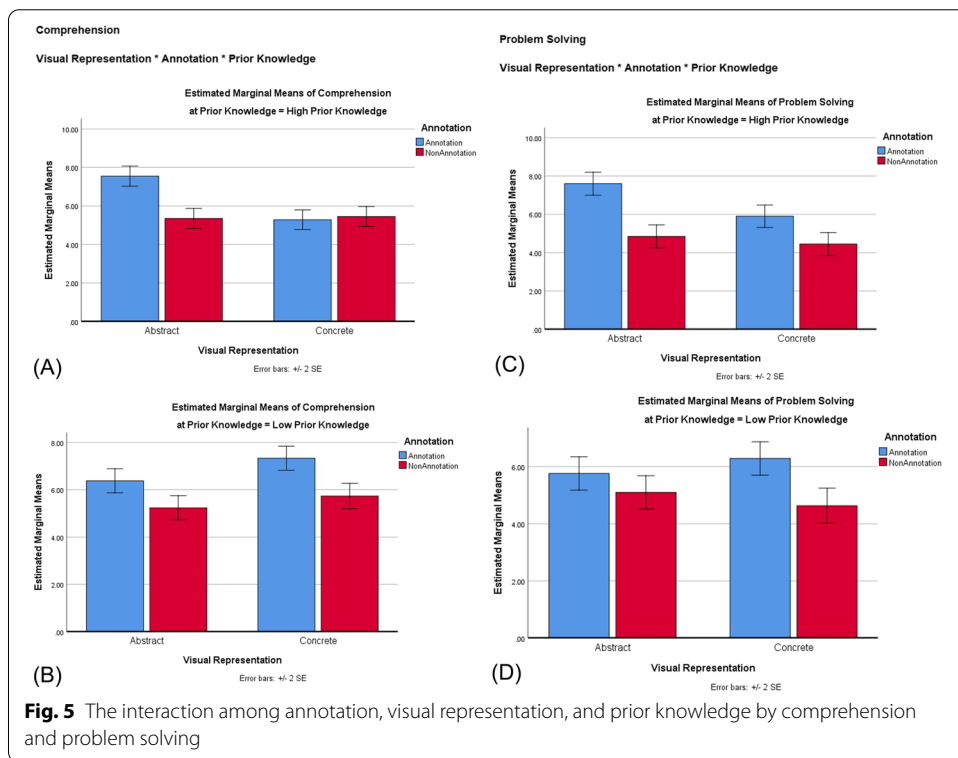 Comprehension
Visual Representation * Annotation * Prior Knowledge
Estimated Marginal Means of Comprehension
at Prior Knowledge = High Prior Knowledge
Annotation
Annotation
NonAnnotation
Estimated Marginal Means
10.00
8.00
6.00
4.00
2.00
.00
Abstract
Concrete
Visual Representation
Error bars: +/- 2 SE
(A)
Estimated Marginal Means of Comprehension
at Prior Knowledge = Low Prior Knowledge
Annotation
Annotation
NonAnnotation
Estimated Marginal Means
8.00
6.00
4.00
2.00
.00
Abstract
Concrete
Visual Representation
Error bars: +/- 2 SE
(B)
Problem Solving
Visual Representation * Annotation * Prior Knowledge
Estimated Marginal Means of Problem Solving
at Prior Knowledge = High Prior Knowledge
Annotation
Annotation
NonAnnotation
Estimated Marginal Means
10.00
8.00
6.00
4.00
2.00
.00
Abstract
Concrete
Visual Representation
Error bars: +/- 2 SE
(C)
Estimated Marginal Means of Problem Solving
at Prior Knowledge = Low Prior Knowledge
Annotation
Annotation
NonAnnotation
Estimated Marginal Means
6.00
4.00
2.00
.00
Abstract
Concrete
Visual Representation
Error bars: +/- 2 SE
(D)
Fig. 5 The interaction among annotation, visual representation, and prior knowledge by comprehension
and problem solving